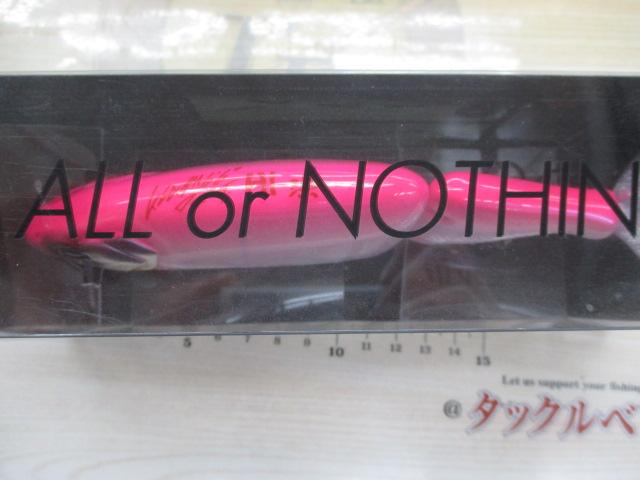 ALL or NOTHIN
5 6 7 8 9 10 11 12 13 14 15
Let us support your fishing
@タックルベ